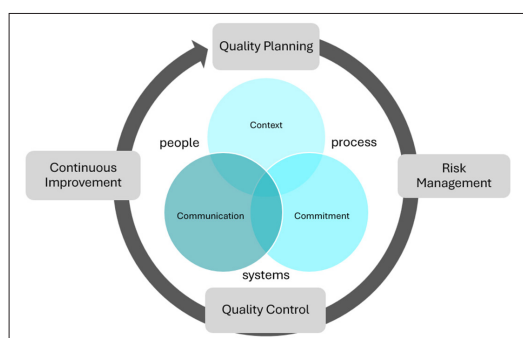 Quality Planning
Context
people
process
Continuous
Improvement
Risk
Management
Communication
Commitment
systems
Quality Control